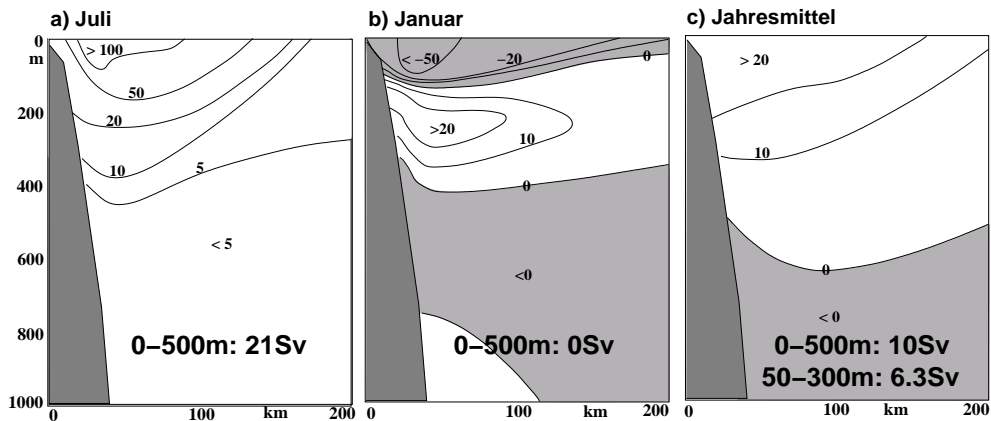 a) Juli
b) Januar
c) Jahresmittel
0
m
200
400
600
800
1000
> 100
50
20
10
5
< 5
0−500m: 21Sv
0
100
km
200
< −50
−20
0
>20
10
0
<0
0−500m: 0Sv
0
100
km
200
> 20
10
0
< 0
0−500m: 10Sv
50−300m: 6.3Sv
0
100
km
200